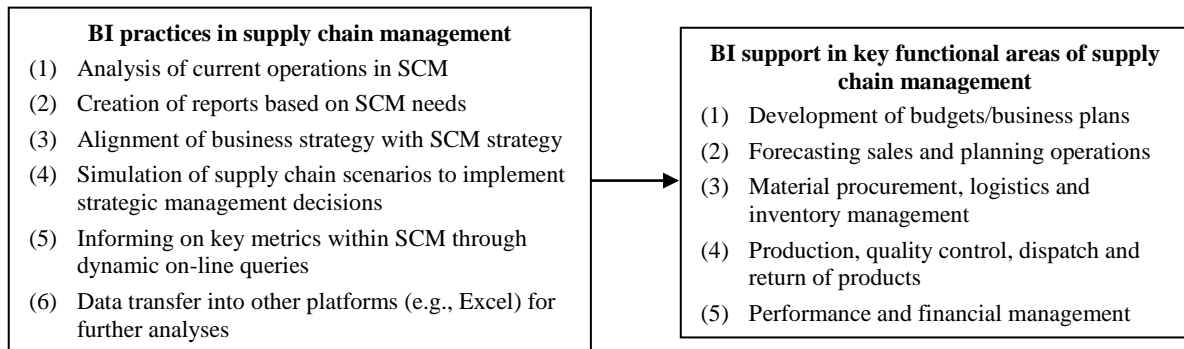 BI practices in supply chain management
(1) Analysis of current operations in SCM
(2) Creation of reports based on SCM needs
(3) Alignment of business strategy with SCM strategy
(4) Simulation of supply chain scenarios to implement
strategic management decisions
(5) Informing on key metrics within SCM through
dynamic on-line queries
(6) Data transfer into other platforms (e.g., Excel) for
further analyses
BI support in key functional areas of supply
chain management
(1) Development of budgets/business plans
(2) Forecasting sales and planning operations
(3) Material procurement, logistics and
inventory management
(4) Production, quality control, dispatch and
return of products
(5) Performance and financial management